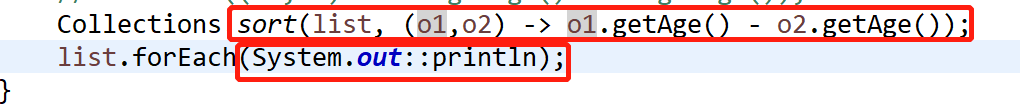 Collections sort(list, (o1,o2) -> o1.getAge() - o2.getAge());
list.forEach(System.out::println);
}